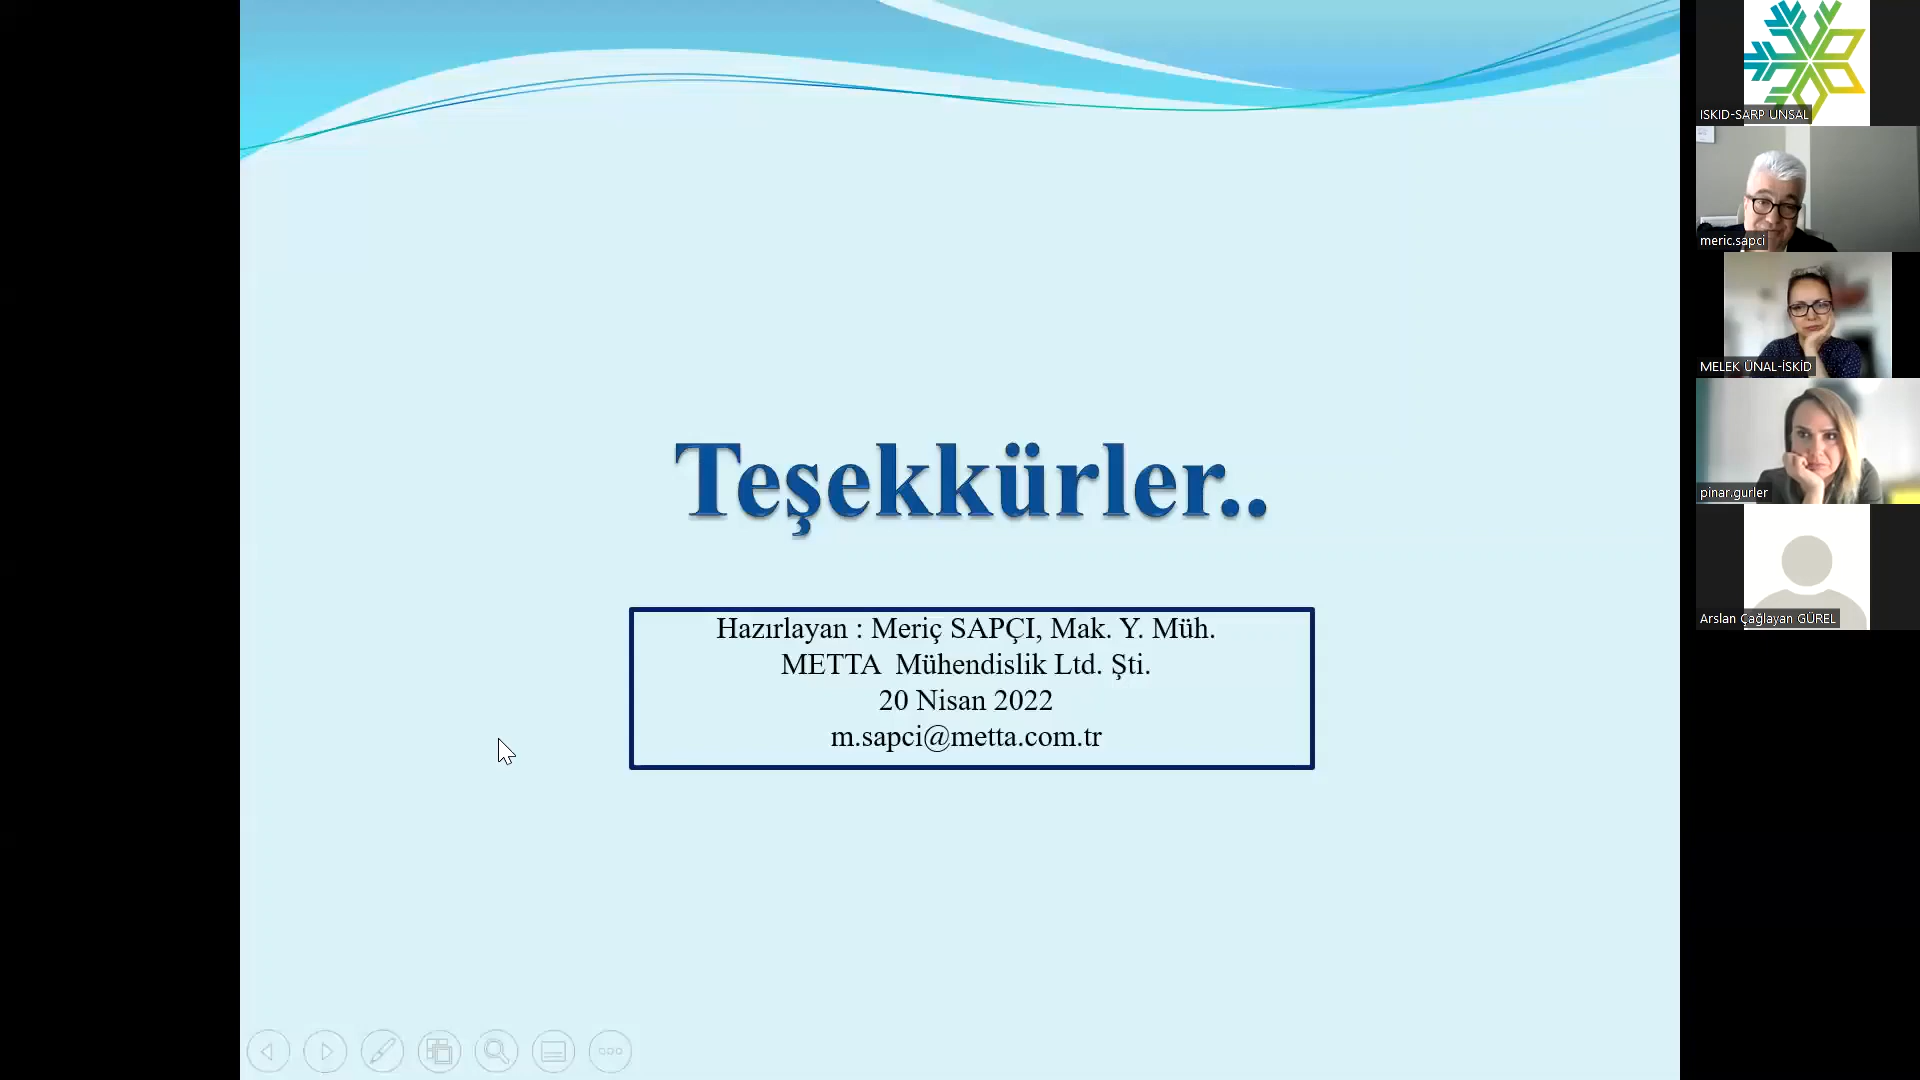 Teşekkürler..
Hazırlayan : Meriç SAPÇI, Mak. Y. Müh.
METTA  Mühendislik Ltd. Şti.
20 Nisan 2022
m.sapci@metta.com.tr
ISKID-SARP ÜNSAL
meric.sapci
MELEK ÜNAL-İSKİD
pinar.gurler
Arslan Çağlayan GÜREL